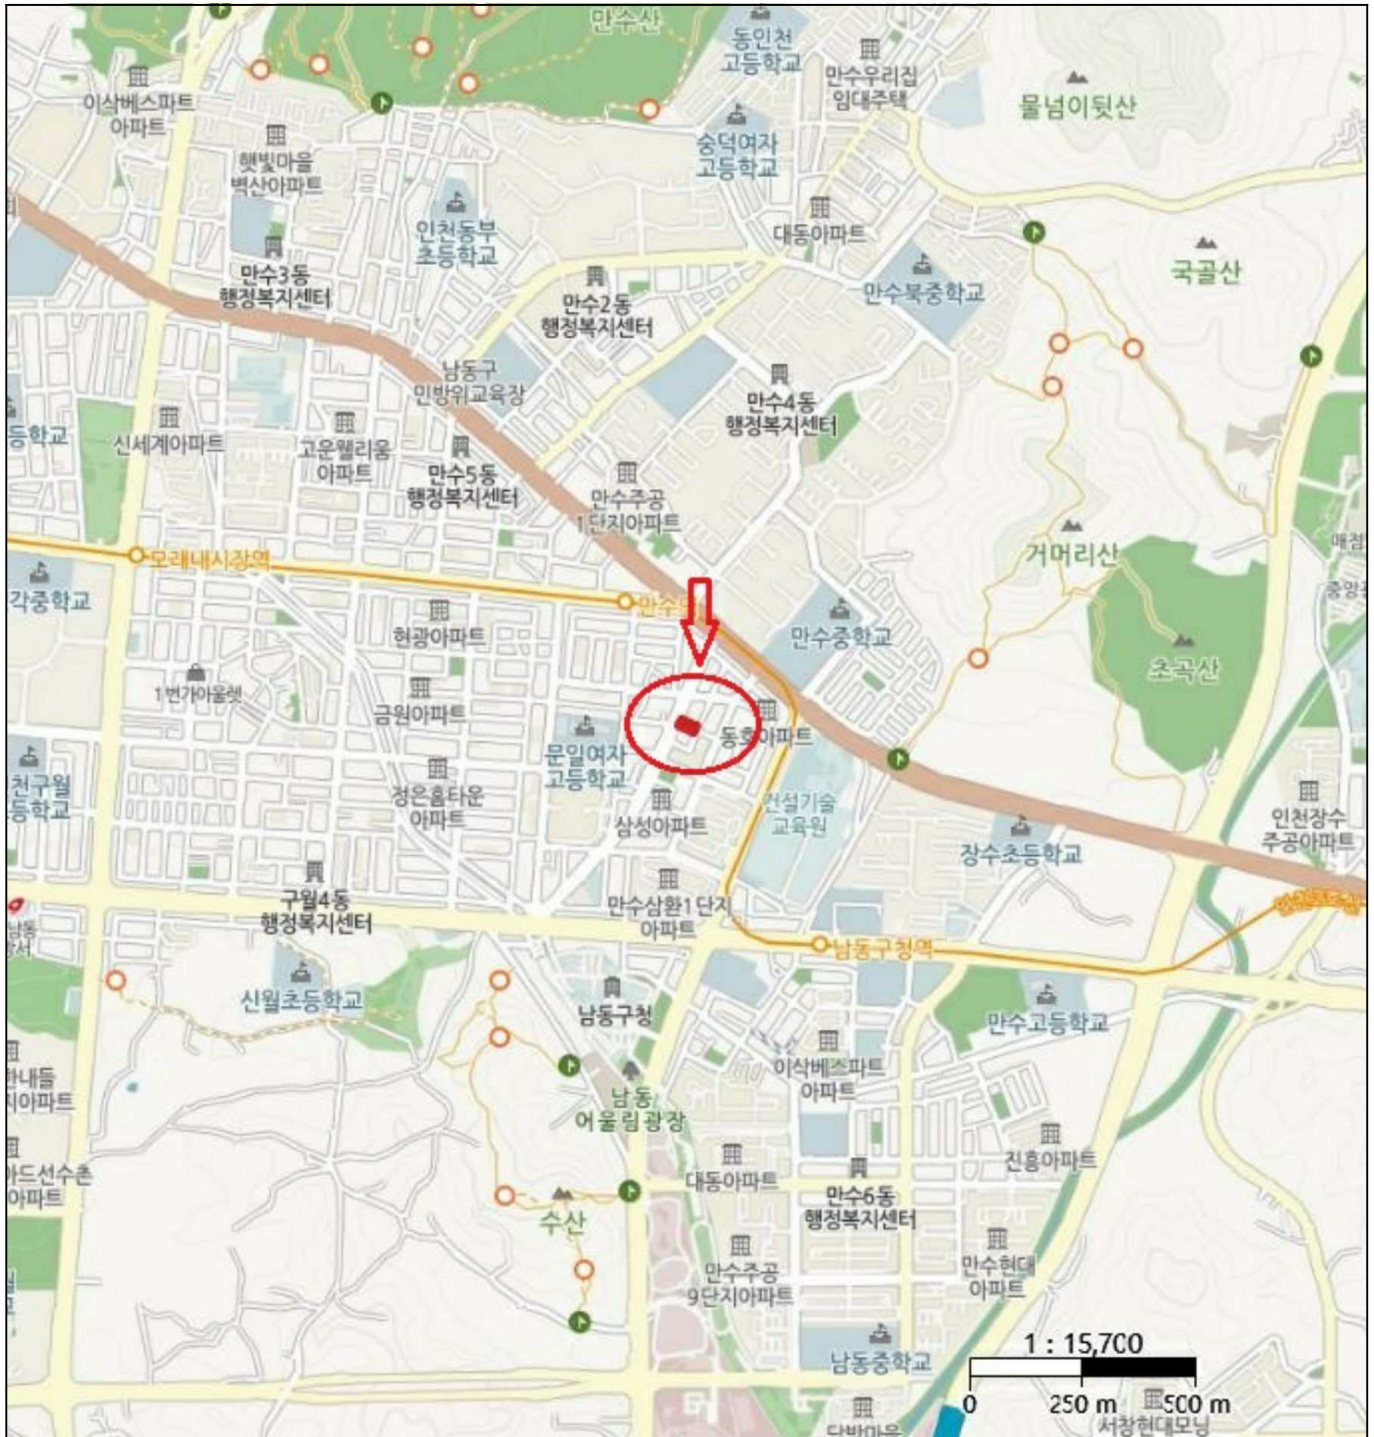 만수산
동인천
고등학교
이삭베스파트
아파트
만수우리집
임대주택
물넘이뒷산
숭덕여자
고등학교
햇빛마을
벽산아파트
인천동부
초등학교
대동아파트
국골산
만수3동
행정복지센터
만수2동
행정복지센터
만수북중학교
남동구
민방위교육장
만수4동
행정복지센터
등학교
신세계아파트
고운웰리움
아파트
만수5동
행정복지센터
만수주공
1단지아파트
모래내시장역
거머리산
매점
각중학교
현광아파트
만수중학교
초곡산
1번가아울렛
금원아파트
문일여자
고등학교
동호아파트
천구월
등학교
정은홈타운
아파트
삼성아파트
건설기술
교육원
인천장수
주공아파트
장수초등학교
구월4동
행정복지센터
만수삼환1단지
아파트
남동구청역
신월초등학교
남동구청
만수고등학교
이삭베스파트
아파트
한내들
지아파트
남동
어울림광장
대동아파트
진흥아파트
아드선수촌
아파트
만수6동
행정복지센터
수산
만수주공
9단지아파트
만수현대
아파트
남동중학교
1 : 15,700
0 250 m 500 m
서창현대모닝